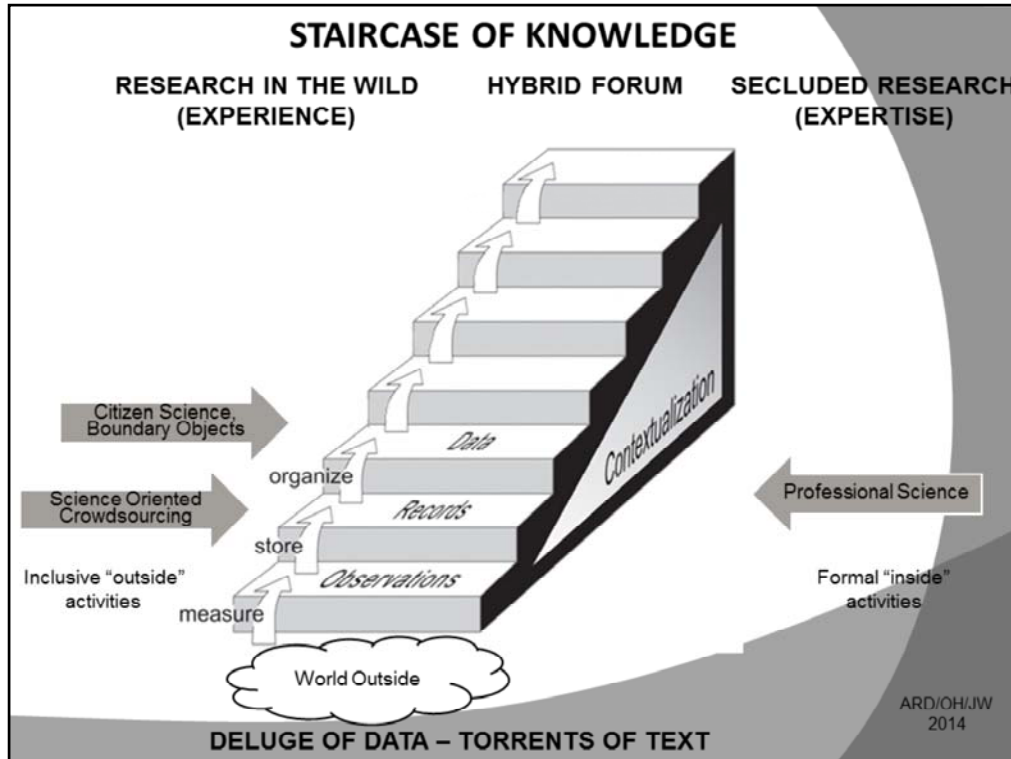 STAIRCASE OF KNOWLEDGE
RESEARCH IN THE WILD
(EXPERIENCE)
HYBRID FORUM
SECLUDED RESEARCH
(EXPERTISE)
Contextualization
Citizen Science,
Boundary Objects
Data
organize
Science Oriented
Crowdsourcing
Records
Professional Science
store
Inclusive “outside”
activities
Observations
Formal “inside”
activities
measure
World Outside
ARD/OH/JW
2014
DELUGE OF DATA – TORRENTS OF TEXT